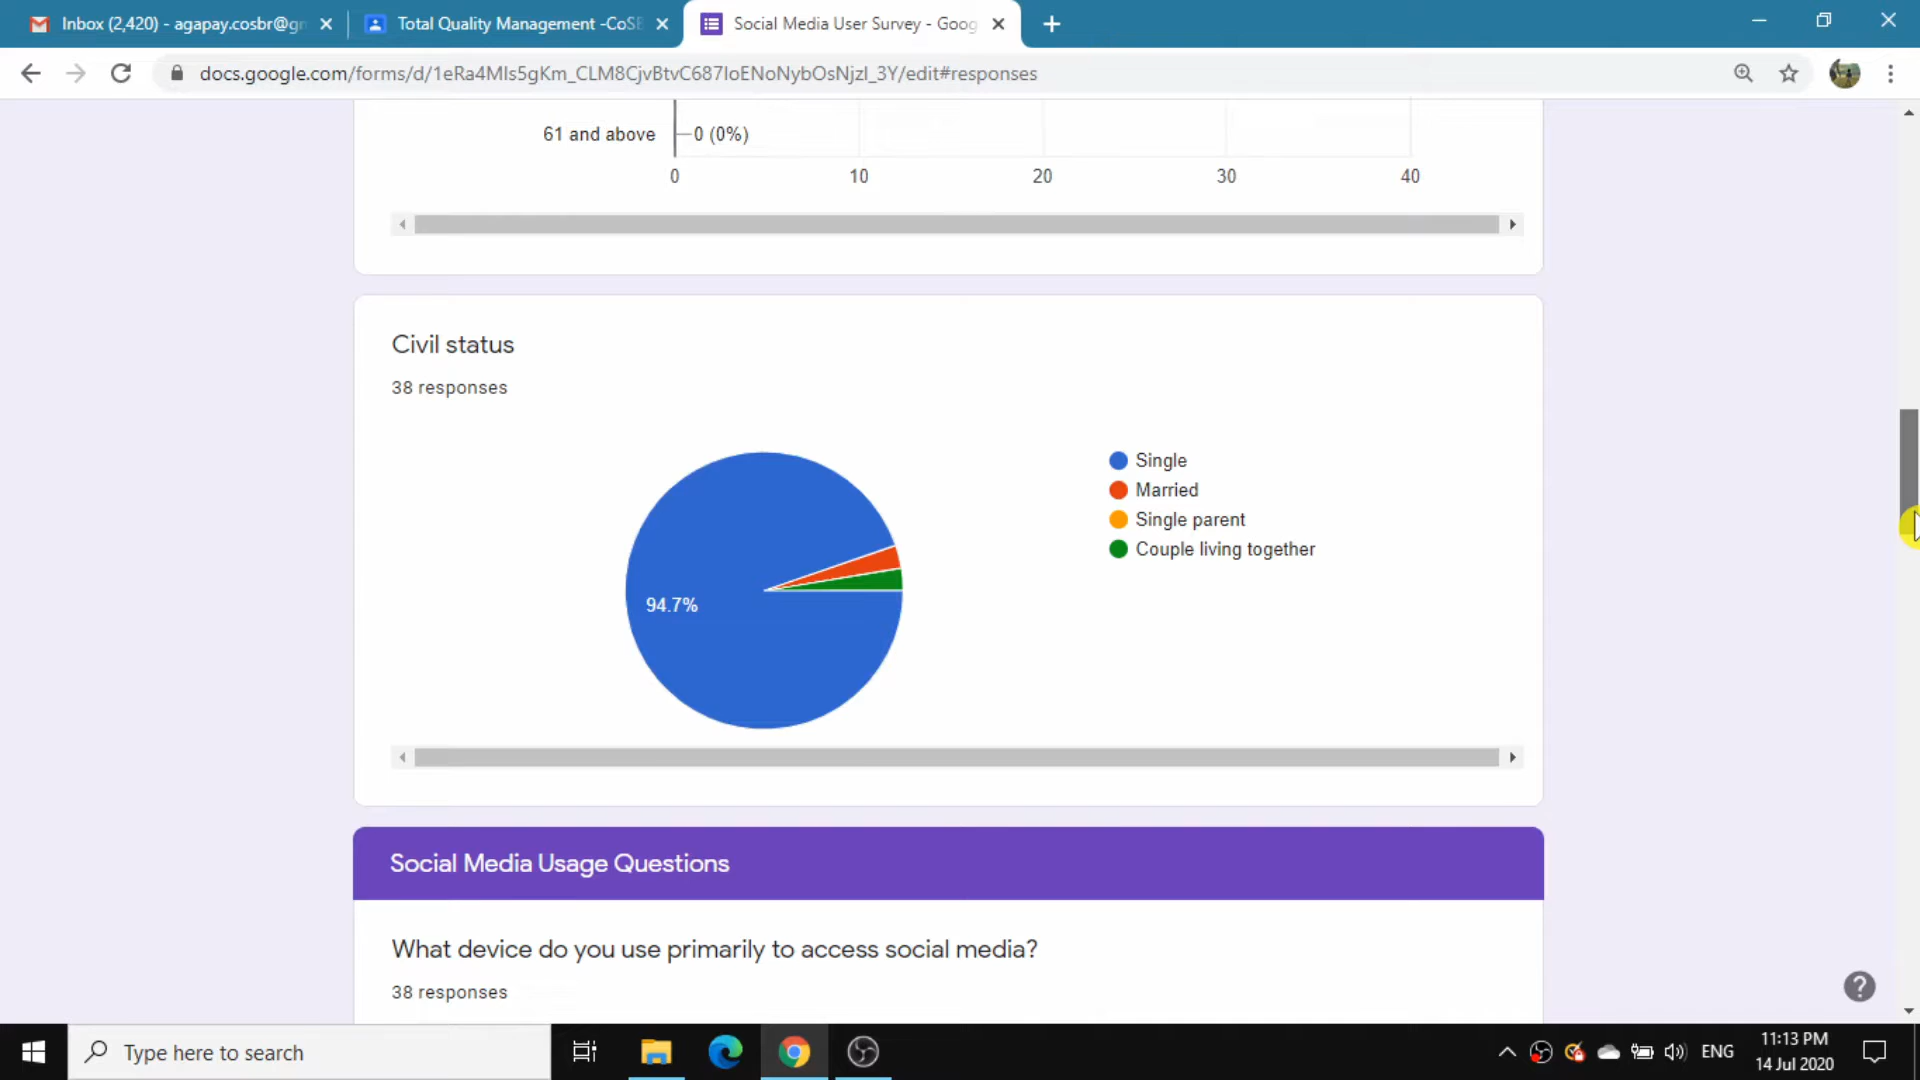 Inbox (2,420) - agapay.cosbr@gm
Total Quality Management -CoSB
Social Media User Survey - Goog
docs.google.com/forms/d/1eRa4MIs5gKm_CLM8CjvBtvC687IoENoNybOsNjzI_3Y/edit#responses
61 and above
0 (0%)
0 10 20 30 40
Civil status
38 responses
94.7%
Single
Married
Single parent
Couple living together
Social Media Usage Questions
What device do you use primarily to access social media?
38 responses
Type here to search
ENG
11:13 PM
14 Jul 2020